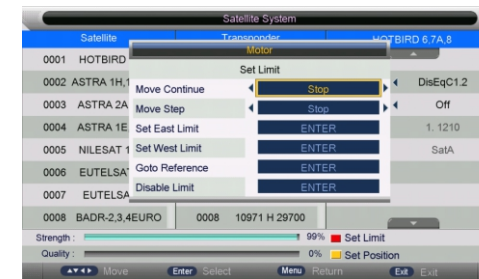 Satellite System
Satellite Transponder HOTBIRD 6,7A,8
Motor
Set Limit
0001 HOTBIRD
0002 ASTRA 1H,1 Move Continue Stop DisEqC1.2
0003 ASTRA 2A Move Step Stop Off
0004 ASTRA 1E Set East Limit ENTER 1. 1210
0005 NILESAT 1 Set West Limit ENTER SatA
0006 EUTELSA Goto Reference ENTER
0007 EUTELSA Disable Limit ENTER
0008 BADR-2,3,4EURO 0008 10971 H 29700
Strength : 99% Set Limit
Quality : 0% Set Position
Move Enter Select Menu Return Exit Exit